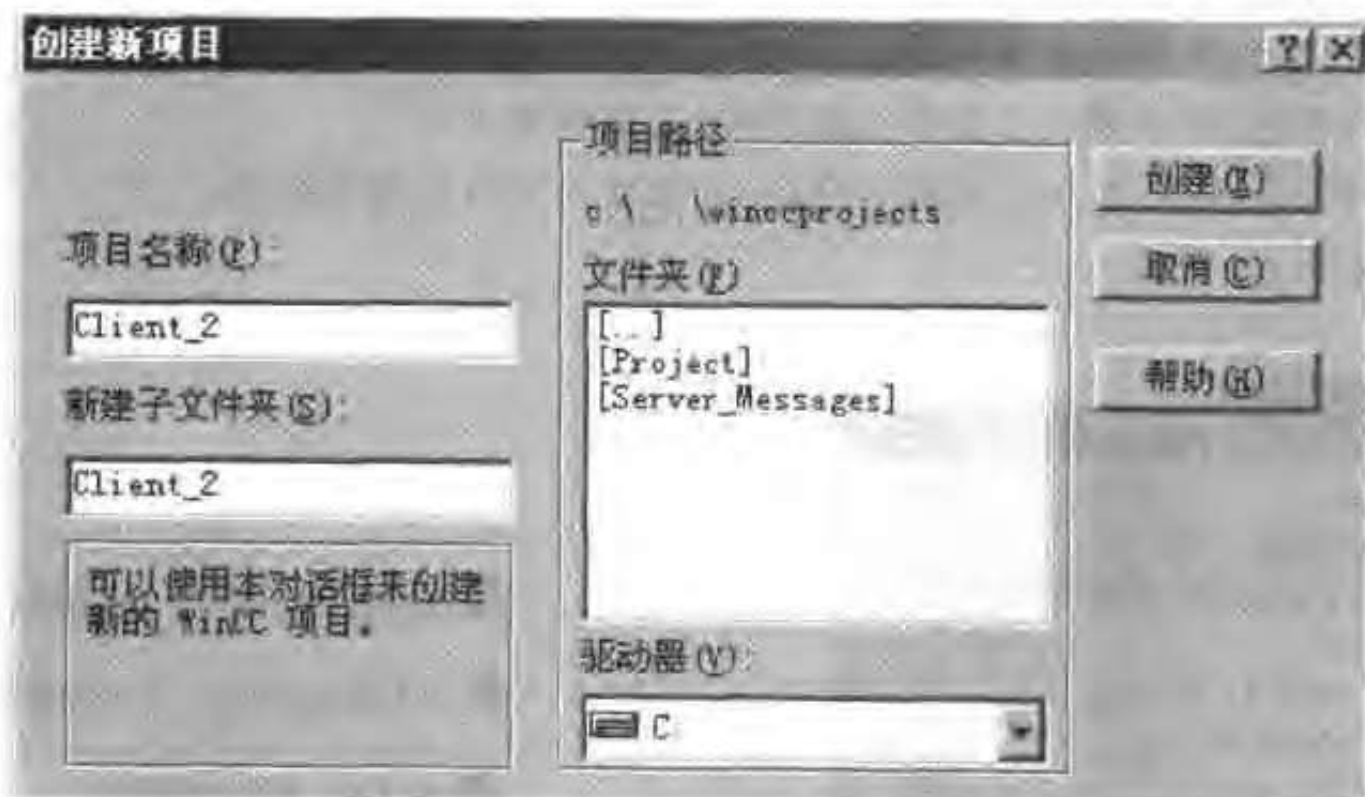 创建新项目
项目名称(P):
Client_2
新建子文件夹(S):
Client_2
可以使用本对话框来创建
新的 WinCC 项目。
项目路径
c:\...\winccprojects
文件夹(F)
[..]
[Project]
[Server_Messages]
驱动器(V):
C:
创建(E)
取消(C)
帮助(H)